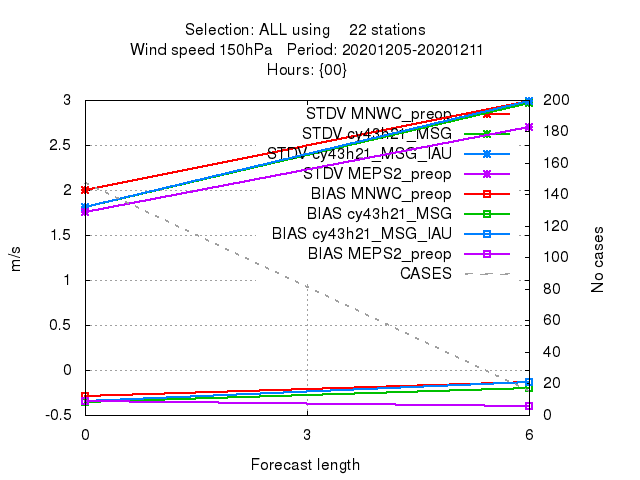 Selection: ALL using 22 stations
Wind speed 150hPa Period: 20201205-20201211
Hours: {00}
3 200
STDV MNWC_preop
180
2.5
STDV cy43h21_MSG
160
STDV cy43h21_MSG_IAU
STDV MEPS2_preop
2 140
BIAS MNWC_preop
BIAS cy43h21_MSG
120
1.5
BIAS cy43h21_MSG_IAU
100
BIAS MEPS2_preop
m/s No cases
CASES
1
80
0.5
60
40
0
20
-0.5 0
0 3 6
Forecast length